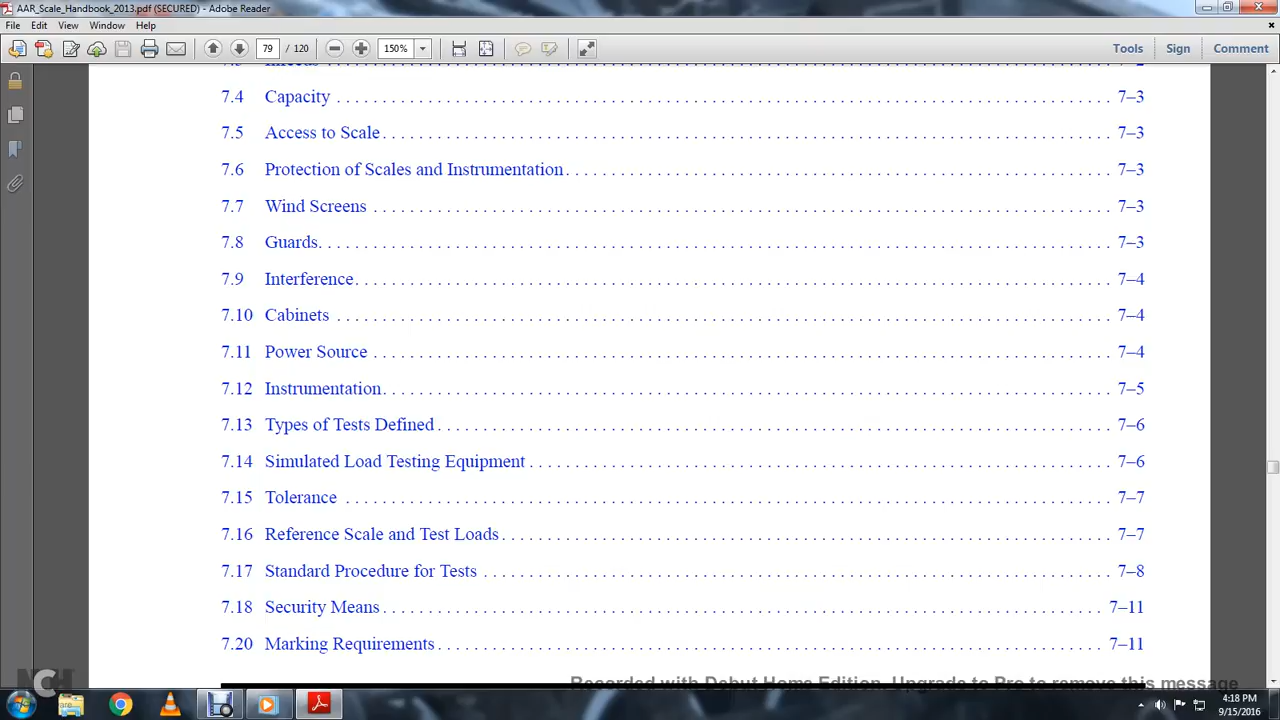 AAR_Scale_Handbook_2013.pdf (SECURED) - Adobe Reader
File Edit View Window Help
79 / 120 150% Tools Sign Comment
7.4 Capacity . . . . . . . . . . . . . . . . . . . . 7–3
7.5 Access to Scale . . . . . . . . . . . . . . . . . . . . 7–3
7.6 Protection of Scales and Instrumentation . . . . . . . . . . . . . . . . . . . . 7–3
7.7 Wind Screens . . . . . . . . . . . . . . . . . . . . 7–3
7.8 Guards. . . . . . . . . . . . . . . . . . . . 7–3
7.9 Interference . . . . . . . . . . . . . . . . . . . . 7–4
7.10 Cabinets . . . . . . . . . . . . . . . . . . . . 7–4
7.11 Power Source . . . . . . . . . . . . . . . . . . . . 7–4
7.12 Instrumentation . . . . . . . . . . . . . . . . . . . . 7–5
7.13 Types of Tests Defined . . . . . . . . . . . . . . . . . . . . 7–6
7.14 Simulated Load Testing Equipment . . . . . . . . . . . . . . . . . . . . 7–6
7.15 Tolerance . . . . . . . . . . . . . . . . . . . . 7–7
7.16 Reference Scale and Test Loads . . . . . . . . . . . . . . . . . . . . 7–7
7.17 Standard Procedure for Tests . . . . . . . . . . . . . . . . . . . . 7–8
7.18 Security Means . . . . . . . . . . . . . . . . . . . . 7–11
7.20 Marking Requirements . . . . . . . . . . . . . . . . . . . . 7–11
NCH
Recorded with Debut Home Edition. Upgrade to Pro to remove this message
4:18 PM
9/15/2016